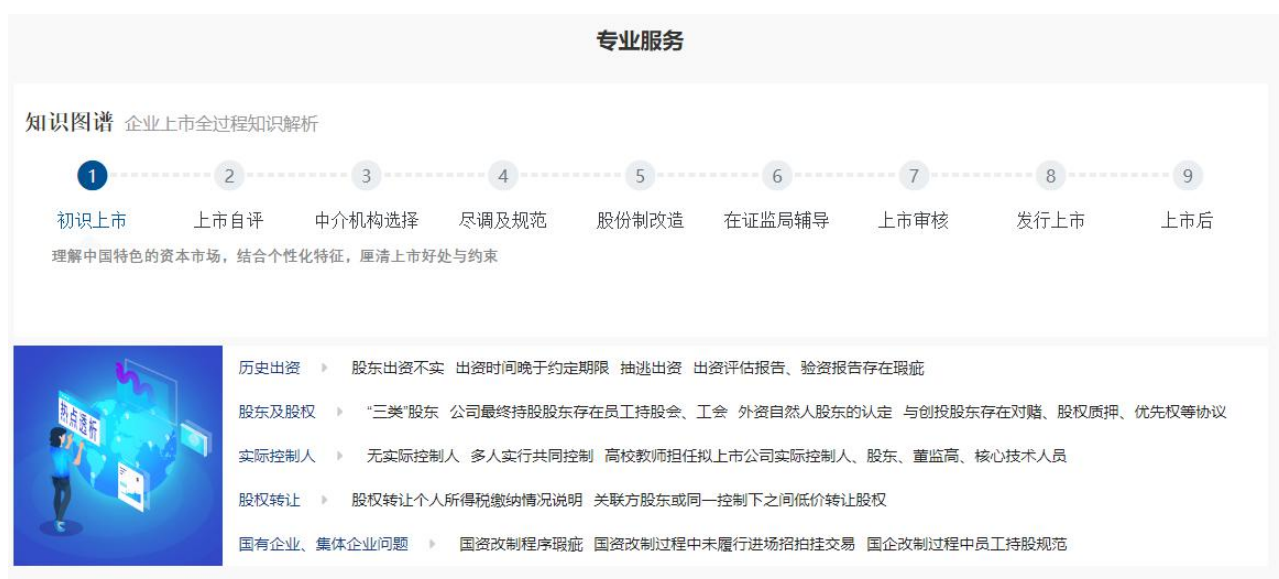 专业服务
知识图谱 企业上市全过程知识解析
1 2 3 4 5 6 7 8 9
初识上市 上市自评 中介机构选择 尽调及规范 股份制改造 在证监局辅导 上市审核 发行上市 上市后
理解中国特色的资本市场，结合个性化特征，厘清上市好处与约束
热点透析
历史出资 股东出资不实 出资时间晚于约定期限 抽逃出资 出资评估报告、验资报告存在瑕疵
股东及股权 “三类”股东 公司最终持股股东存在员工持股会、工会 外资自然人股东的认定 与创投股东存在对赌、股权质押、优先权等协议
实际控制人 无实际控制人 多人实行共同控制 高校教师担任拟上市公司实际控制人、股东、董监高、核心技术人员
股权转让 股权转让个人所得税缴纳情况说明 关联方股东或同一控制下之间低价转让股权
国有企业、集体企业问题 国资改制程序瑕疵 国资改制过程中未履行进场招拍挂交易 国企改制过程中员工持股规范